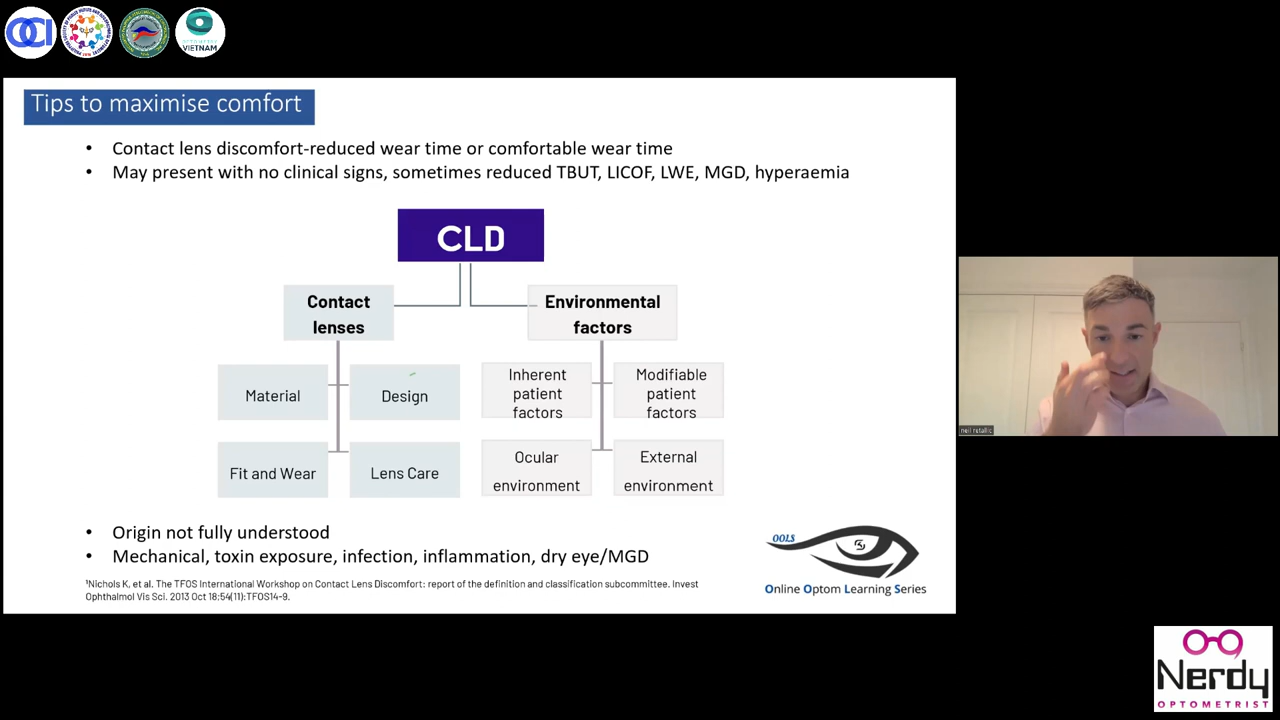 OCI
VIETNAM
Tips to maximise comfort
• Contact lens discomfort-reduced wear time or comfortable wear time
• May present with no clinical signs, sometimes reduced TBUT, LICOF, LWE, MGD, hyperaemia
CLD
Contact
lenses
Environmental
factors
Material
Design
Inherent
patient
factors
Modifiable
patient
factors
Fit and Wear
Lens Care
Ocular
environment
External
environment
• Origin not fully understood
• Mechanical, toxin exposure, infection, inflammation, dry eye/MGD
¹Nichols K, et al. The TFOS International Workshop on Contact Lens Discomfort: report of the definition and classification subcommittee. Invest
Ophthalmol Vis Sci. 2013 Oct 18;54(11):TFOS14-9.
OOLS
Online Optom Learning Series
neil retallic
Nerdy
OPTOMETRIST